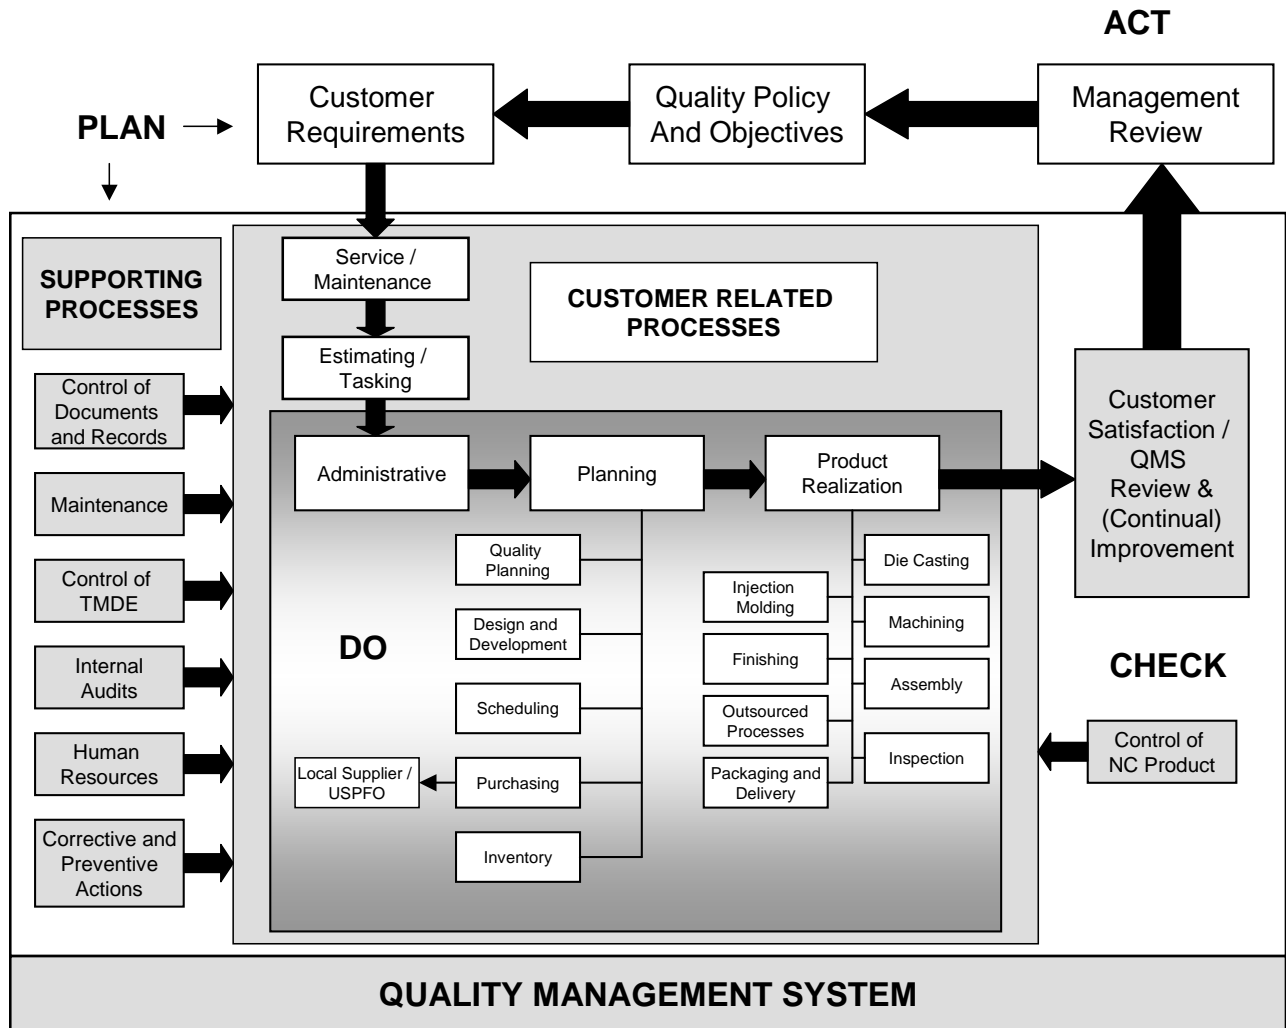 ACT
Customer
Requirements
Quality Policy
And Objectives
Management
Review
PLAN
SUPPORTING
PROCESSES
Service /
Maintenance
CUSTOMER RELATED
PROCESSES
Estimating /
Tasking
Control of
Documents
and Records
Maintenance
Control of
TMDE
Internal
Audits
Human
Resources
Corrective and
Preventive
Actions
Administrative
Planning
Product
Realization
Customer
Satisfaction /
QMS
Review &
(Continual)
Improvement
DO
Quality
Planning
Design and
Development
Scheduling
Purchasing
Local Supplier /
USPFO
Inventory
Die Casting
Injection
Molding
Machining
Finishing
Assembly
Outsourced
Processes
Inspection
Packaging and
Delivery
CHECK
Control of
NC Product
QUALITY MANAGEMENT SYSTEM